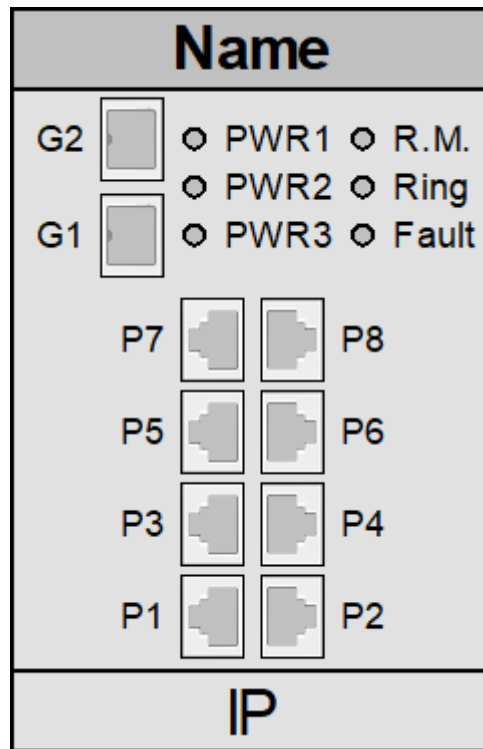 Name
G2 PWR1 R.M.
PWR2 Ring
G1 PWR3 Fault
P7 P8
P5 P6
P3 P4
P1 P2
IP